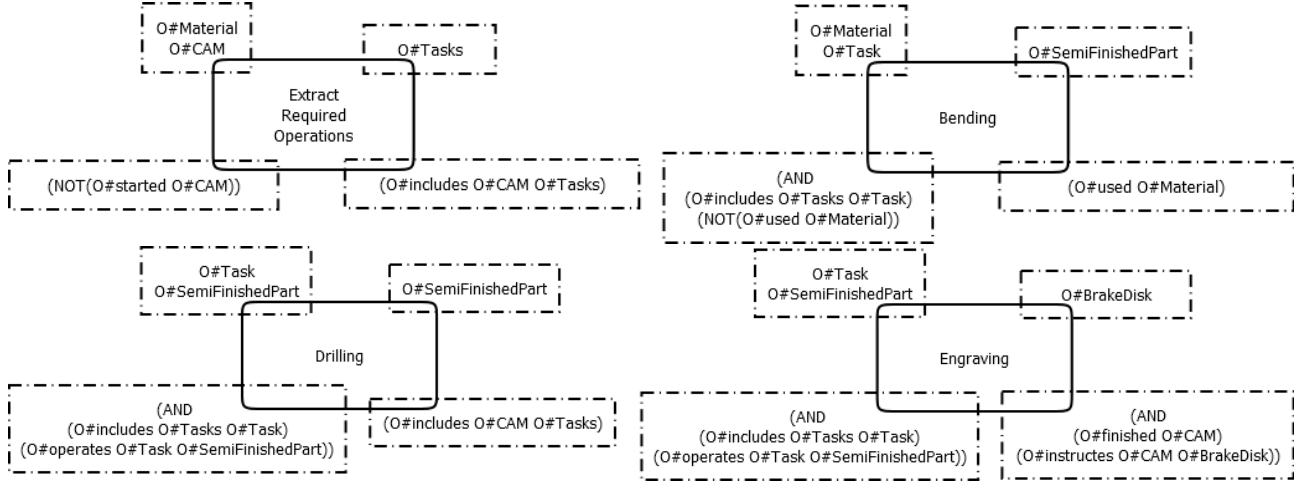 O#Material
O#CAM
O#Tasks
Extract
Required
Operations
(NOT(O#started O#CAM))
(O#includes O#CAM O#Tasks)
O#Material
O#Task
O#SemiFinishedPart
Bending
(AND
(O#includes O#Tasks O#Task)
(NOT(O#used O#Material))
(O#used O#Material)
O#Task
O#SemiFinishedPart
O#SemiFinishedPart
Drilling
(AND
(O#includes O#Tasks O#Task)
(O#operates O#Task O#SemiFinishedPart))
(O#includes O#CAM O#Tasks)
O#Task
O#SemiFinishedPart
O#BrakeDisk
Engraving
(AND
(O#includes O#Tasks O#Task)
(O#operates O#Task O#SemiFinishedPart))
(AND
(O#finished O#CAM)
(O#instructes O#CAM O#BrakeDisk))